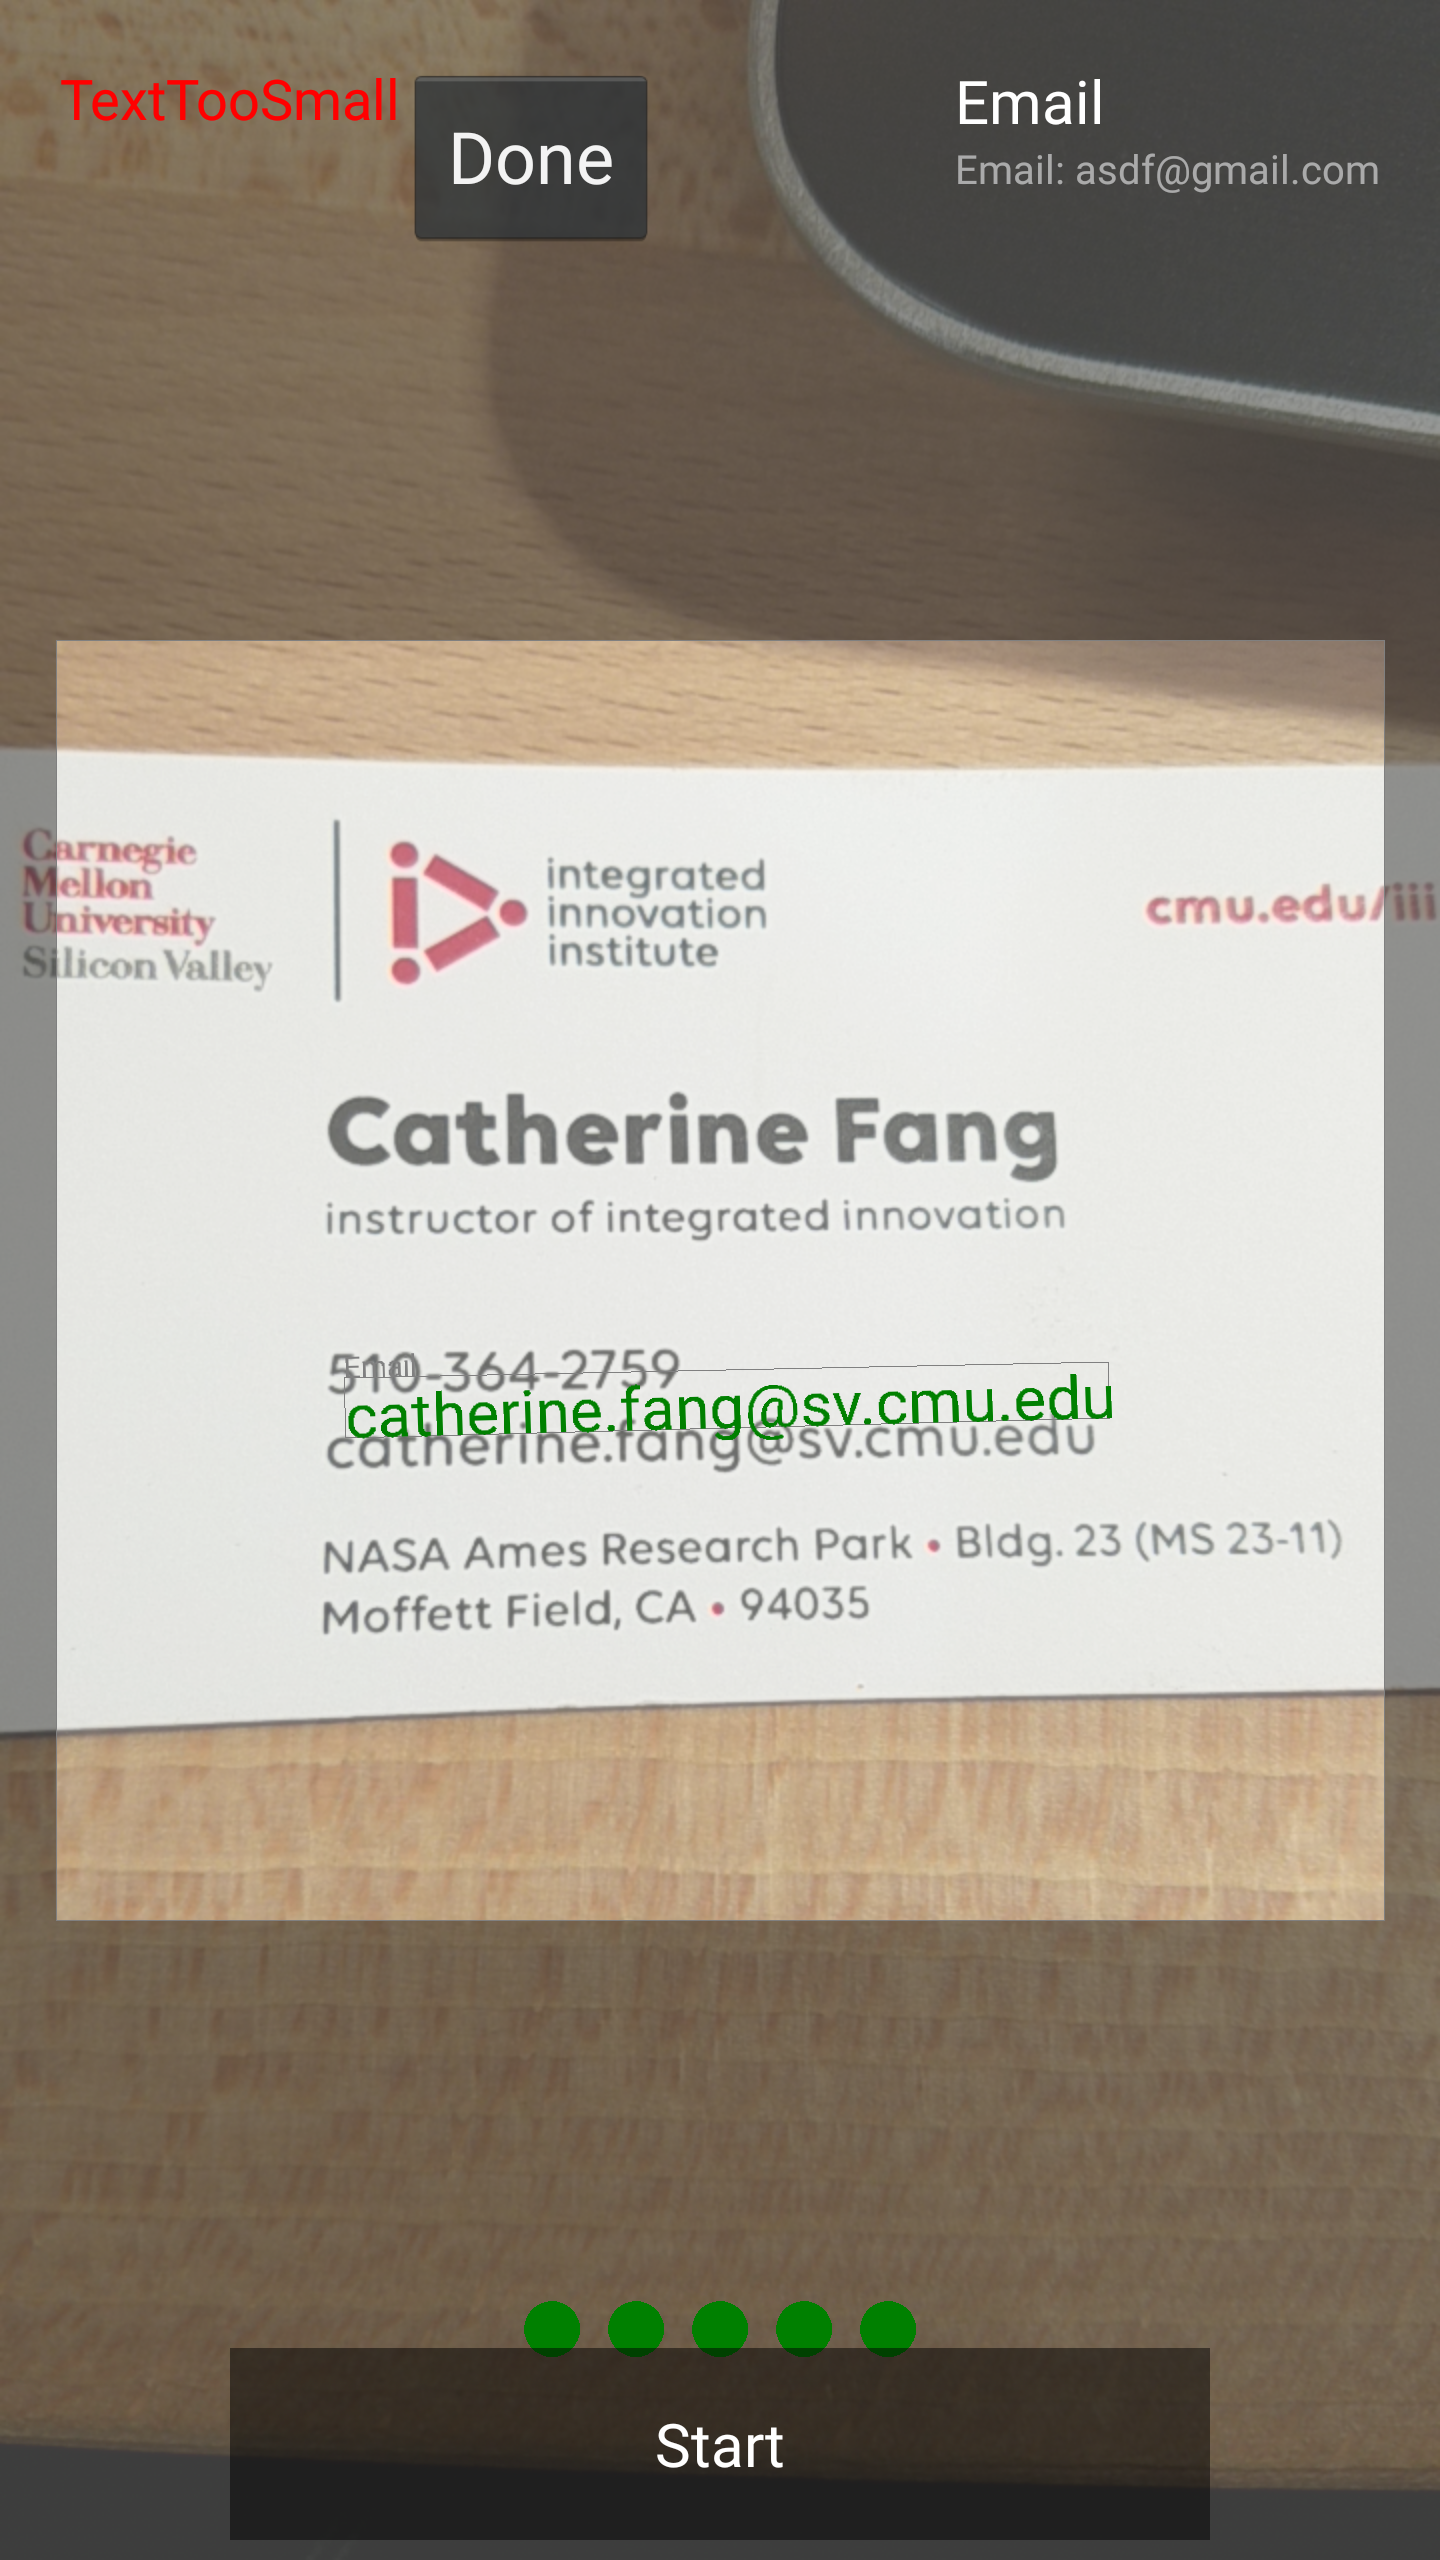 TextTooSmall
Done
Email
Email: asdf@gmail.com
Carnegie
Mellon
University
Silicon Valley
integrated
innovation
institute
cmu.edu/iii
Catherine Fang
instructor of integrated innovation
510-364-2759
Email
catherine.fang@sv.cmu.edu
catherine.fang@sv.cmu.edu
NASA Ames Research Park • Bldg. 23 (MS 23-11)
Moffett Field, CA • 94035
Start